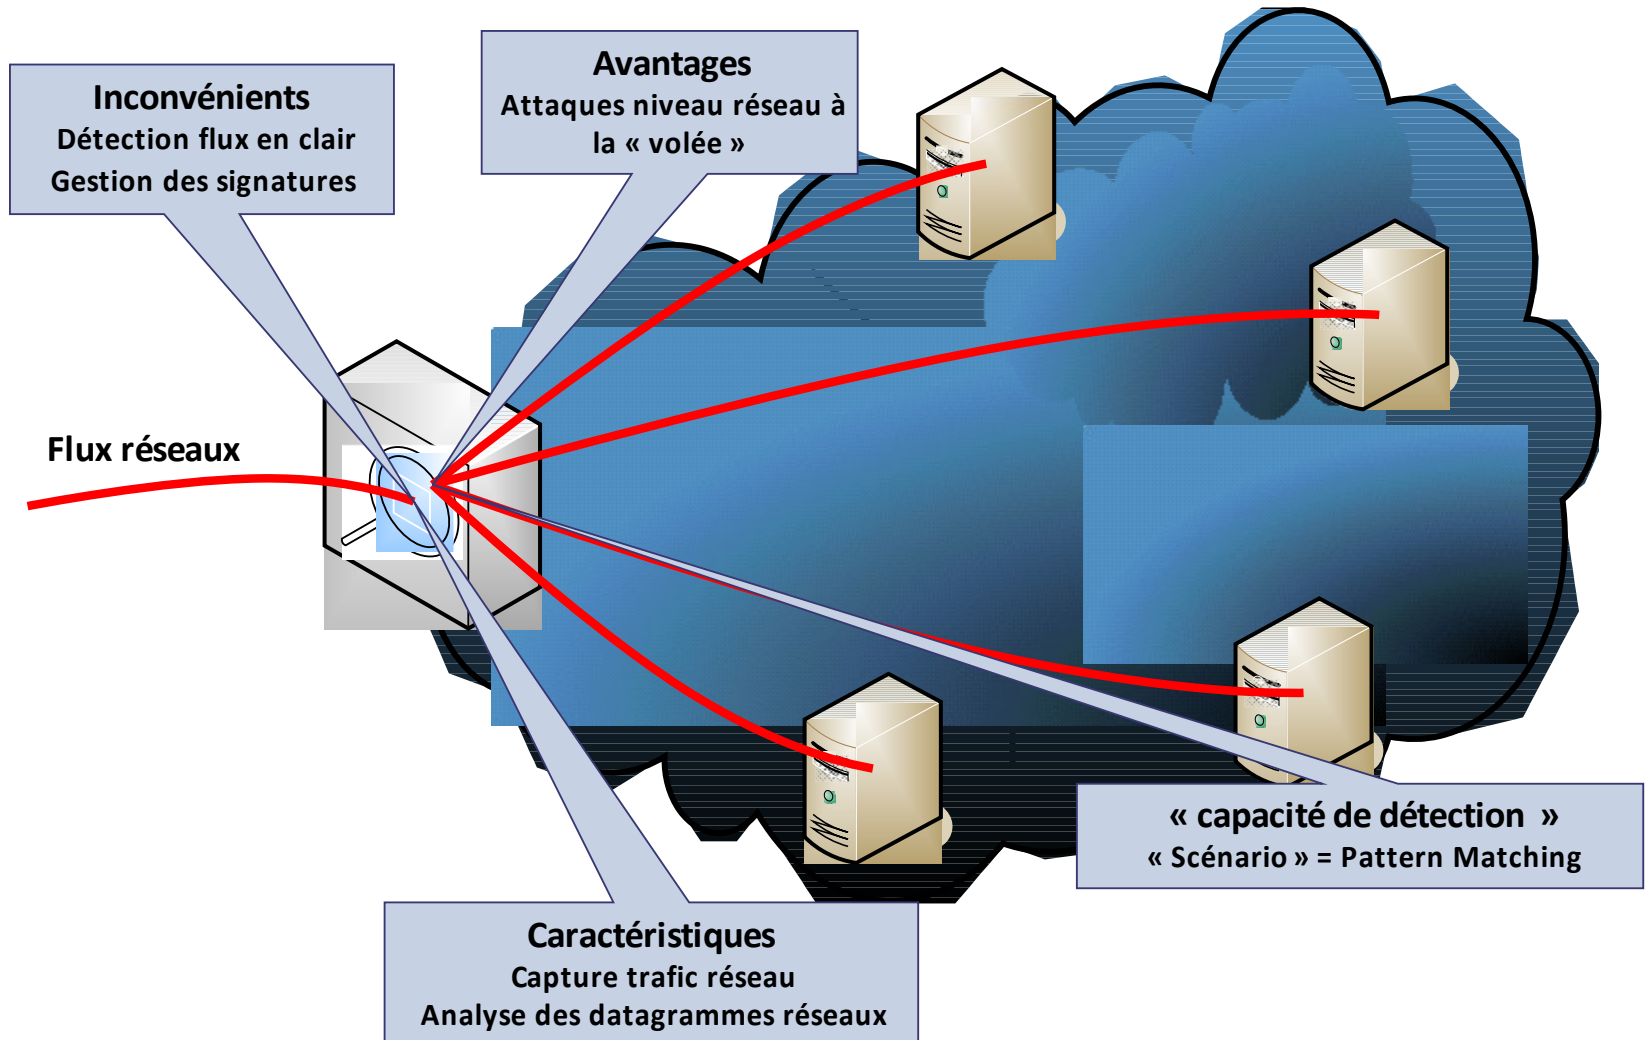 Inconvénients
Détection flux en clair
Gestion des signatures
Avantages
Attaques niveau réseau à
la « volée »
Flux réseaux
« capacité de détection »
« Scénario » = Pattern Matching
Caractéristiques
Capture trafic réseau
Analyse des datagrammes réseaux